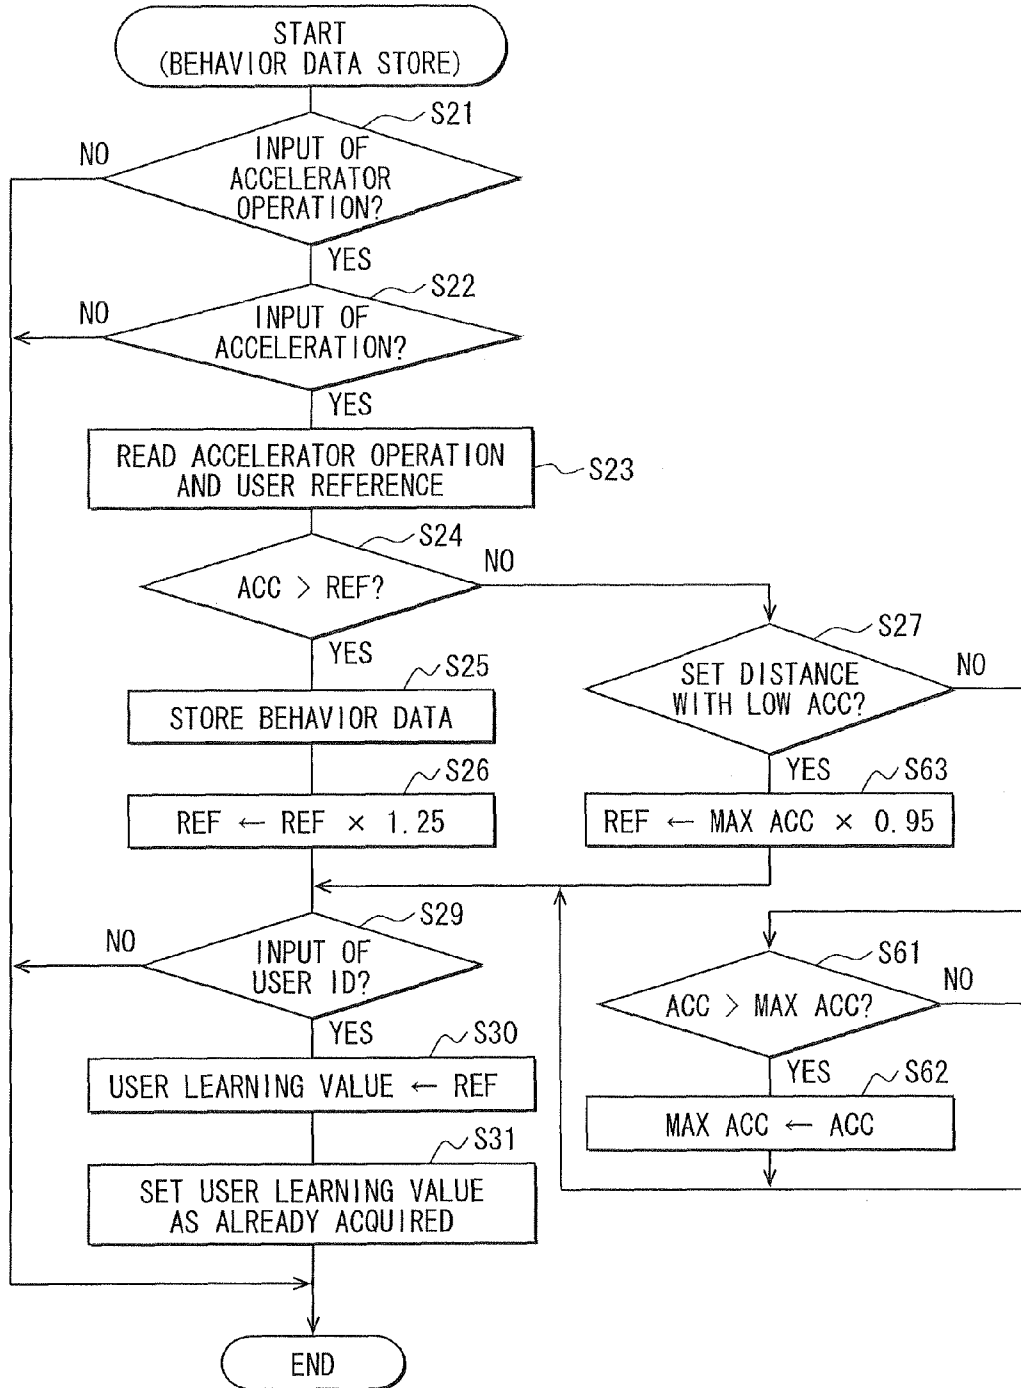 START
(BEHAVIOR DATA STORE)
S21
NO
INPUT OF
ACCELERATOR
OPERATION?
YES
S22
NO
INPUT OF
ACCELERATION?
YES
READ ACCELERATOR OPERATION
AND USER REFERENCE
S23
S24
NO
ACC > REF?
YES
S27
NO
SET DISTANCE
WITH LOW ACC?
YES
S25
STORE BEHAVIOR DATA
S26
REF ← REF × 1.25
S63
REF ← MAX ACC × 0.95
S29
NO
INPUT OF
USER ID?
YES
S61
NO
ACC > MAX ACC?
YES
S30
USER LEARNING VALUE ← REF
S62
MAX ACC ← ACC
S31
SET USER LEARNING VALUE
AS ALREADY ACQUIRED
END